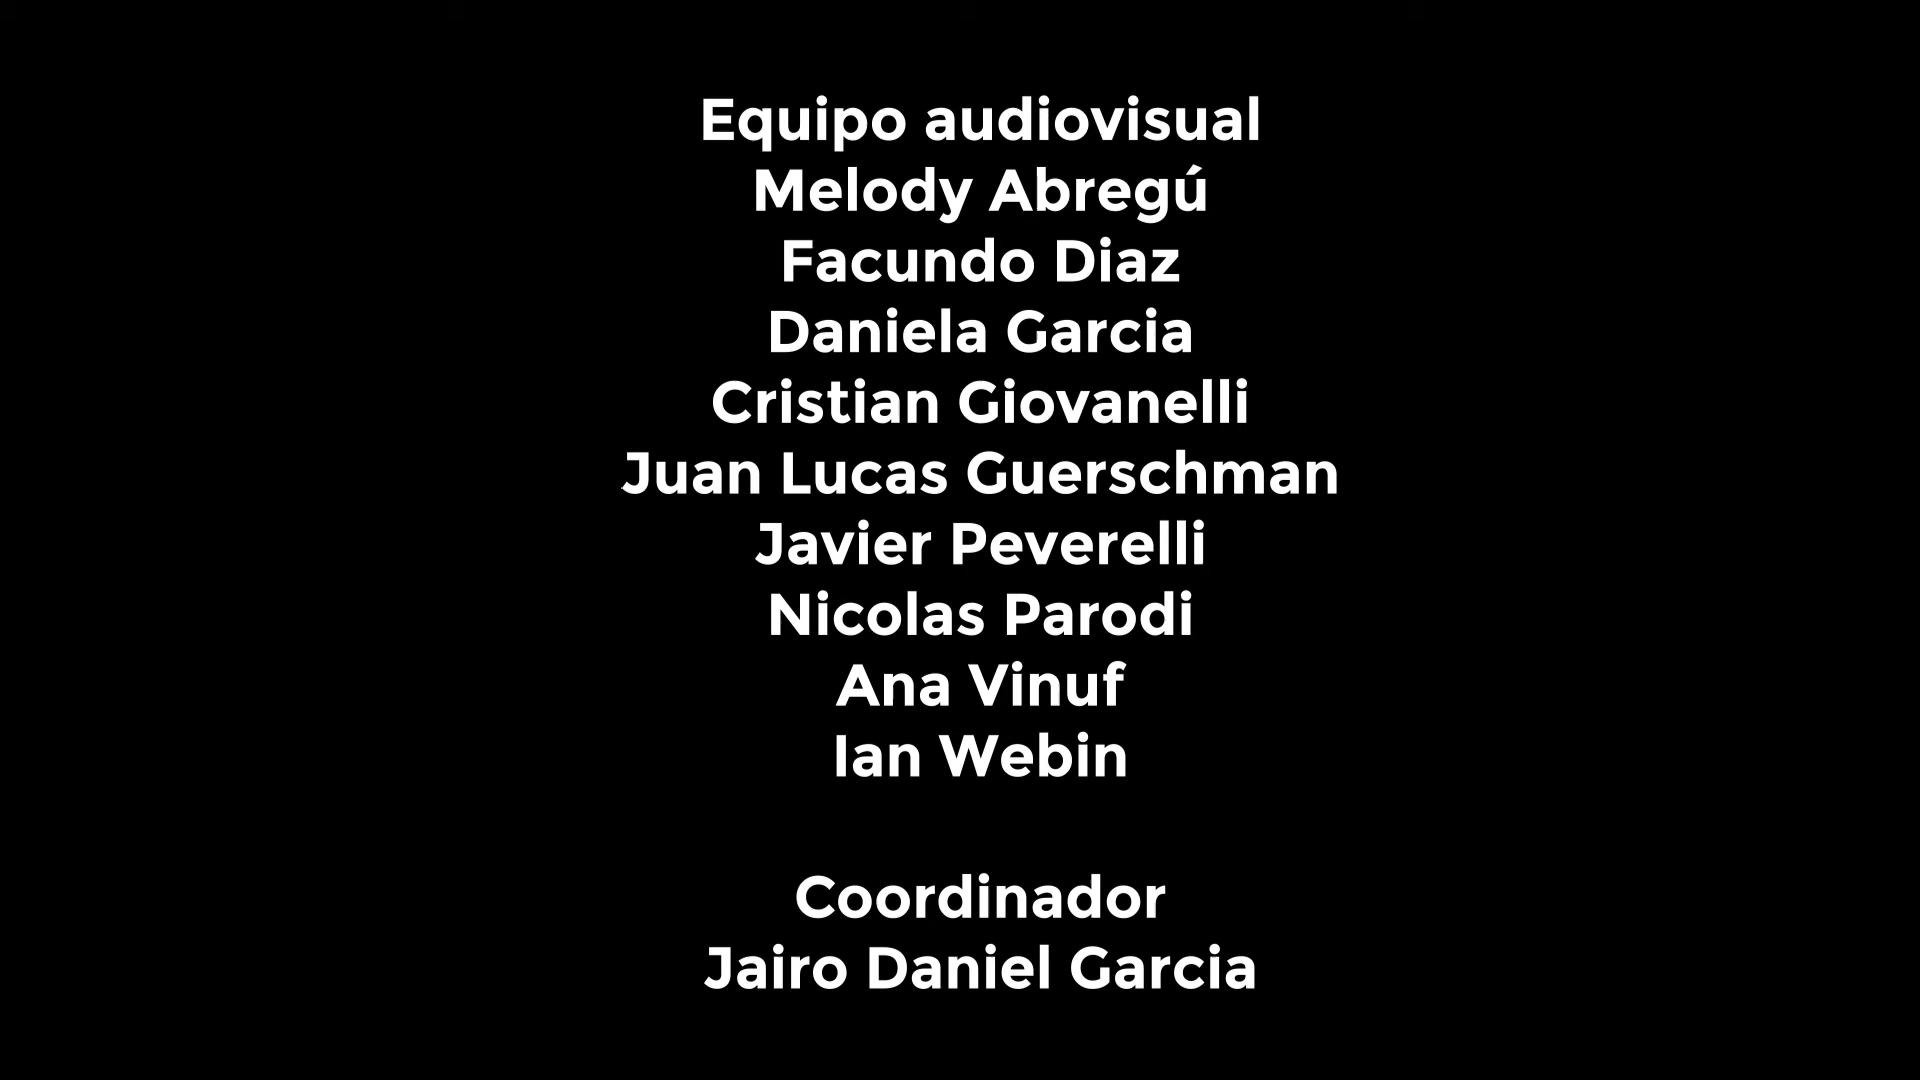 Equipo audiovisual
Melody Abregú
Facundo Diaz
Daniela Garcia
Cristian Giovanelli
Juan Lucas Guerschman
Javier Peverelli
Nicolas Parodi
Ana Vinuf
Ian Webin
Coordinador
Jairo Daniel Garcia